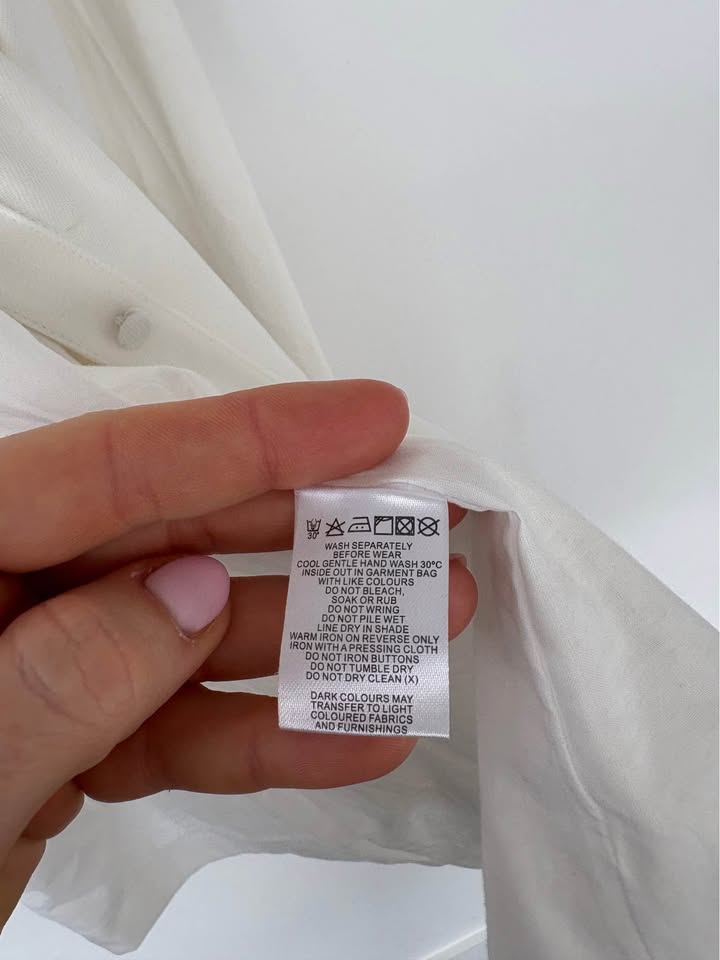 30°
WASH SEPARATELY
BEFORE WEAR
COOL GENTLE HAND WASH 30°C
INSIDE OUT IN GARMENT BAG
WITH LIKE COLOURS
DO NOT BLEACH,
SOAK OR RUB
DO NOT WRING
DO NOT PILE WET
LINE DRY IN SHADE
WARM IRON ON REVERSE ONLY
IRON WITH A PRESSING CLOTH
DO NOT IRON BUTTONS
DO NOT TUMBLE DRY
DO NOT DRY CLEAN (X)
DARK COLOURS MAY
TRANSFER TO LIGHT
COLOURED FABRICS
AND FURNISHINGS